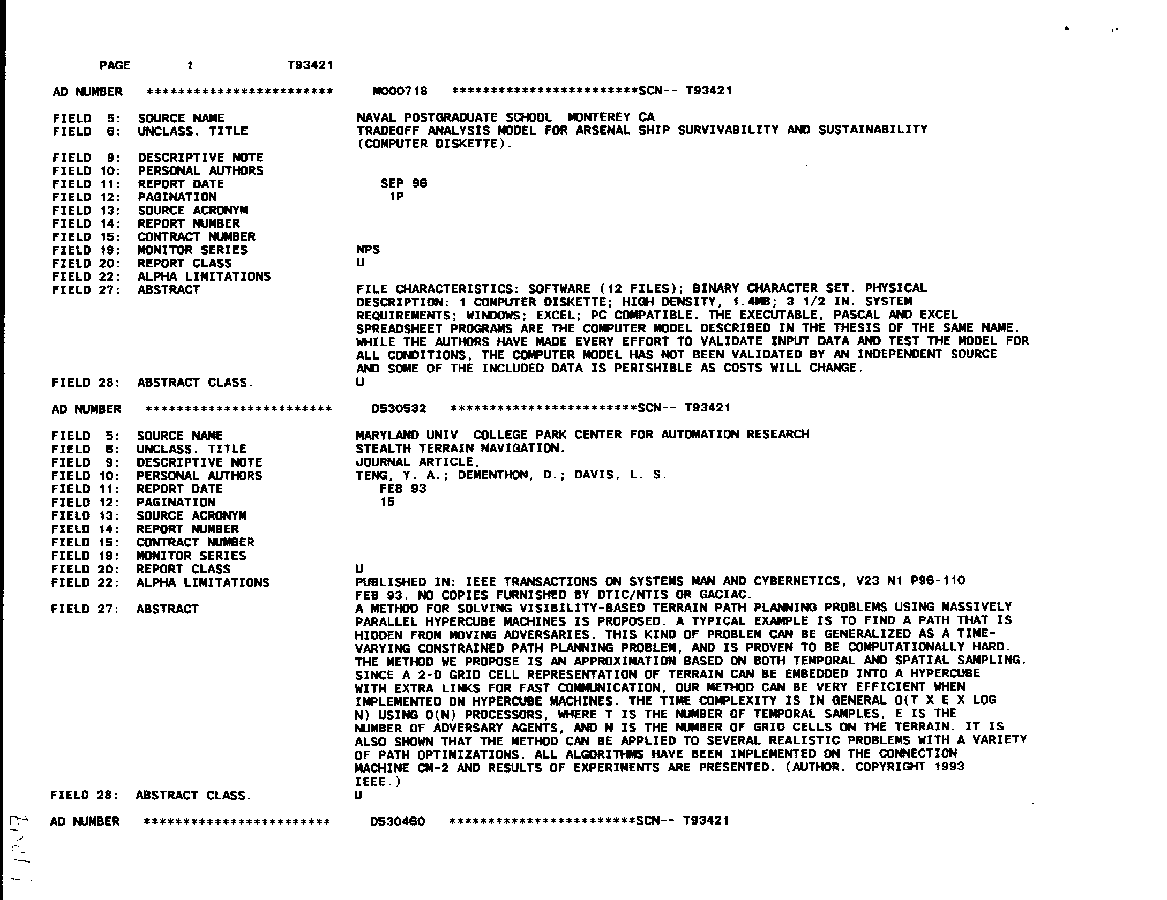 PAGE 1 T93421
AD NUMBER ************************ M000718 ************************SCN-- T93421
FIELD 5: SOURCE NAME NAVAL POSTGRADUATE SCHOOL MONTEREY CA
FIELD 6: UNCLASS. TITLE TRADEOFF ANALYSIS MODEL FOR ARSENAL SHIP SURVIVABILITY AND SUSTAINABILITY
(COMPUTER DISKETTE).
FIELD 9: DESCRIPTIVE NOTE
FIELD 10: PERSONAL AUTHORS
FIELD 11: REPORT DATE SEP 96
FIELD 12: PAGINATION 1P
FIELD 13: SOURCE ACRONYM
FIELD 14: REPORT NUMBER
FIELD 15: CONTRACT NUMBER
FIELD 19: MONITOR SERIES NPS
FIELD 20: REPORT CLASS U
FIELD 22: ALPHA LIMITATIONS
FIELD 27: ABSTRACT FILE CHARACTERISTICS: SOFTWARE (12 FILES); BINARY CHARACTER SET. PHYSICAL
DESCRIPTION: 1 COMPUTER DISKETTE; HIGH DENSITY, 1.4MB; 3 1/2 IN. SYSTEM
REQUIREMENTS; WINDOWS; EXCEL; PC COMPATIBLE. THE EXECUTABLE, PASCAL AND EXCEL
SPREADSHEET PROGRAMS ARE THE COMPUTER MODEL DESCRIBED IN THE THESIS OF THE SAME NAME.
WHILE THE AUTHORS HAVE MADE EVERY EFFORT TO VALIDATE INPUT DATA AND TEST THE MODEL FOR
ALL CONDITIONS, THE COMPUTER MODEL HAS NOT BEEN VALIDATED BY AN INDEPENDENT SOURCE
AND SOME OF THE INCLUDED DATA IS PERISHIBLE AS COSTS WILL CHANGE.
FIELD 28: ABSTRACT CLASS. U
AD NUMBER ************************ D530532 ************************SCN-- T93421
FIELD 5: SOURCE NAME MARYLAND UNIV COLLEGE PARK CENTER FOR AUTOMATION RESEARCH
FIELD 6: UNCLASS. TITLE STEALTH TERRAIN NAVIGATION.
FIELD 9: DESCRIPTIVE NOTE JOURNAL ARTICLE.
FIELD 10: PERSONAL AUTHORS TENG, Y. A.; DEMENTHON, D.; DAVIS, L. S.
FIELD 11: REPORT DATE FEB 93
FIELD 12: PAGINATION 15
FIELD 13: SOURCE ACRONYM
FIELD 14: REPORT NUMBER
FIELD 15: CONTRACT NUMBER
FIELD 19: MONITOR SERIES
FIELD 20: REPORT CLASS U
FIELD 22: ALPHA LIMITATIONS PUBLISHED IN: IEEE TRANSACTIONS ON SYSTEMS MAN AND CYBERNETICS, V23 N1 P96-110
FEB 93. NO COPIES FURNISHED BY DTIC/NTIS OR GACIAC.
FIELD 27: ABSTRACT A METHOD FOR SOLVING VISIBILITY-BASED TERRAIN PATH PLANNING PROBLEMS USING MASSIVELY
PARALLEL HYPERCUBE MACHINES IS PROPOSED. A TYPICAL EXAMPLE IS TO FIND A PATH THAT IS
HIDDEN FROM MOVING ADVERSARIES. THIS KIND OF PROBLEM CAN BE GENERALIZED AS A TIME-
VARYING CONSTRAINED PATH PLANNING PROBLEM, AND IS PROVEN TO BE COMPUTATIONALLY HARD.
THE METHOD WE PROPOSE IS AN APPROXIMATION BASED ON BOTH TEMPORAL AND SPATIAL SAMPLING.
SINCE A 2-D GRID CELL REPRESENTATION OF TERRAIN CAN BE EMBEDDED INTO A HYPERCUBE
WITH EXTRA LINKS FOR FAST COMMUNICATION, OUR METHOD CAN BE VERY EFFICIENT WHEN
IMPLEMENTED ON HYPERCUBE MACHINES. THE TIME COMPLEXITY IS IN GENERAL O(T X E X LOG
N) USING O(N) PROCESSORS, WHERE T IS THE NUMBER OF TEMPORAL SAMPLES, E IS THE
NUMBER OF ADVERSARY AGENTS, AND N IS THE NUMBER OF GRID CELLS ON THE TERRAIN. IT IS
ALSO SHOWN THAT THE METHOD CAN BE APPLIED TO SEVERAL REALISTIC PROBLEMS WITH A VARIETY
OF PATH OPTIMIZATIONS. ALL ALGORITHMS HAVE BEEN IMPLEMENTED ON THE CONNECTION
MACHINE CM-2 AND RESULTS OF EXPERIMENTS ARE PRESENTED. (AUTHOR. COPYRIGHT 1993
IEEE.)
FIELD 28: ABSTRACT CLASS. U
AD NUMBER ************************ D530460 ************************SCN-- T93421